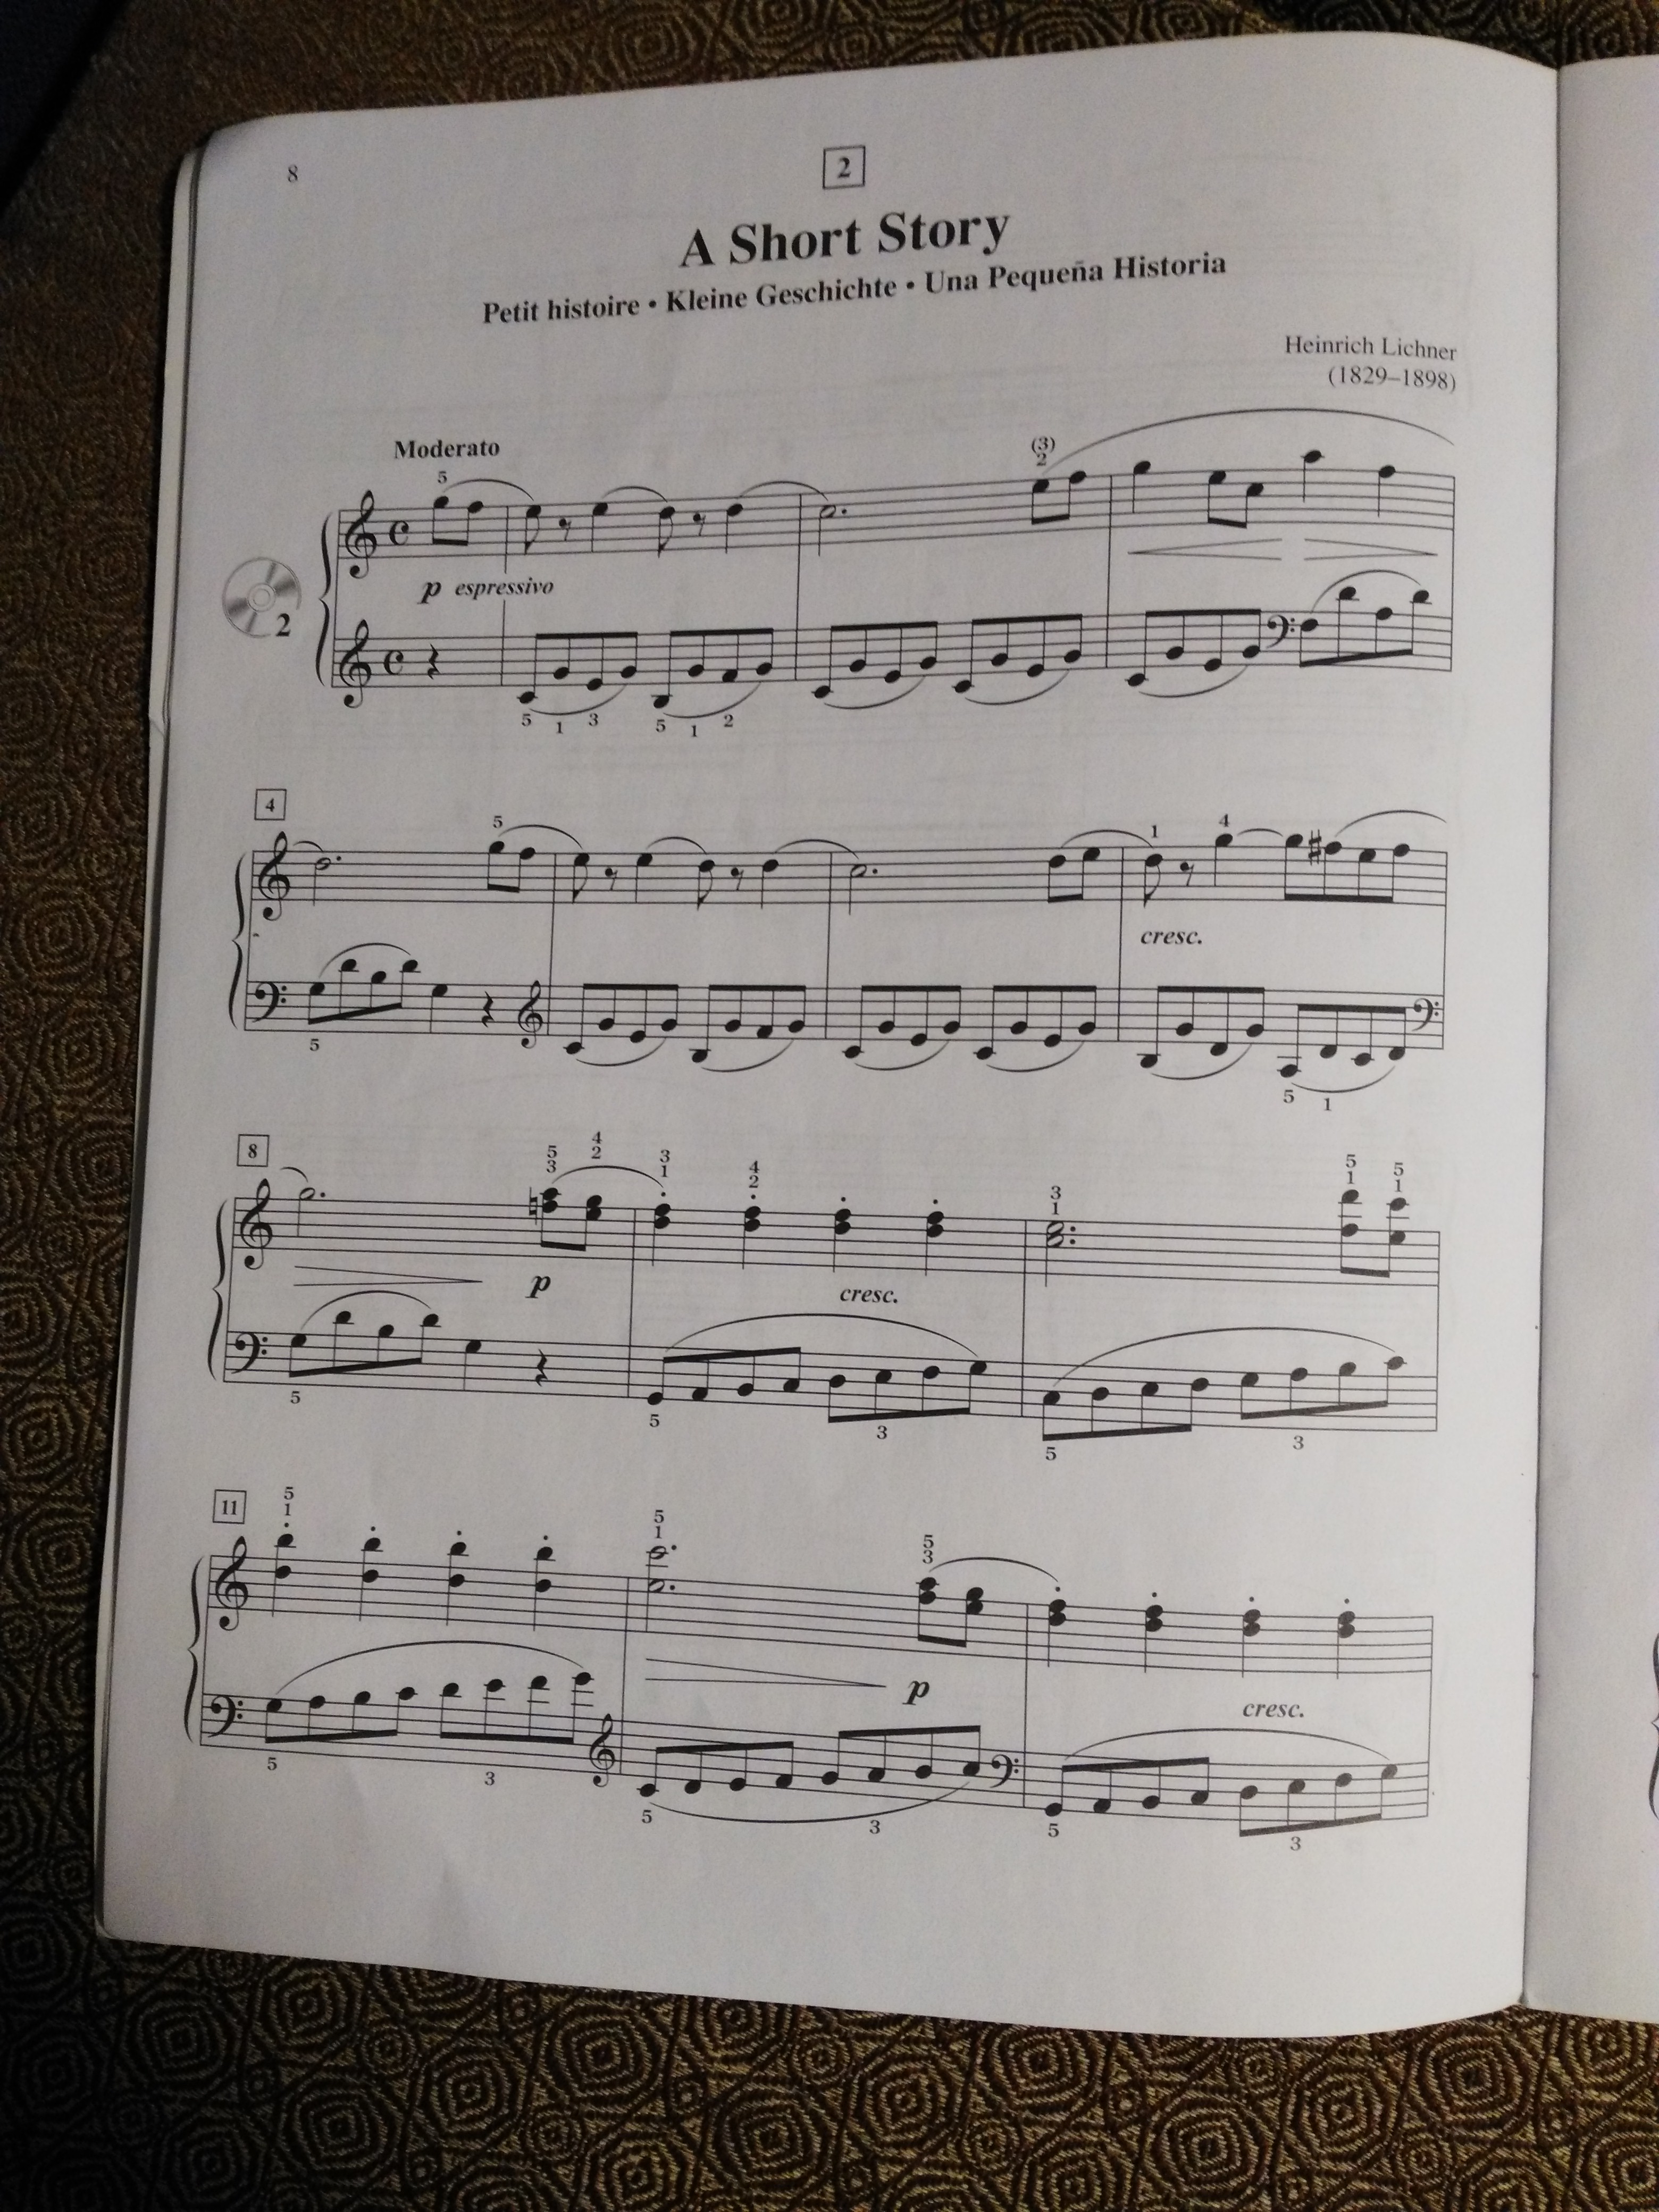 8
2
A Short Story
Petit histoire • Kleine Geschichte • Una Pequeña Historia
Heinrich Lichner
(1829–1898)
Moderato
5
(3)
2
p espressivo
2
5 1 3 5 1 2
4
5 1 4
cresc.
5
5 1
8
5 3 4 2 3 1 4 2 3 1 5 1 5 1
p cresc.
5 5 3 5 3
11
5 1 5 1 5 3
p cresc.
5 3 5 3 5 3